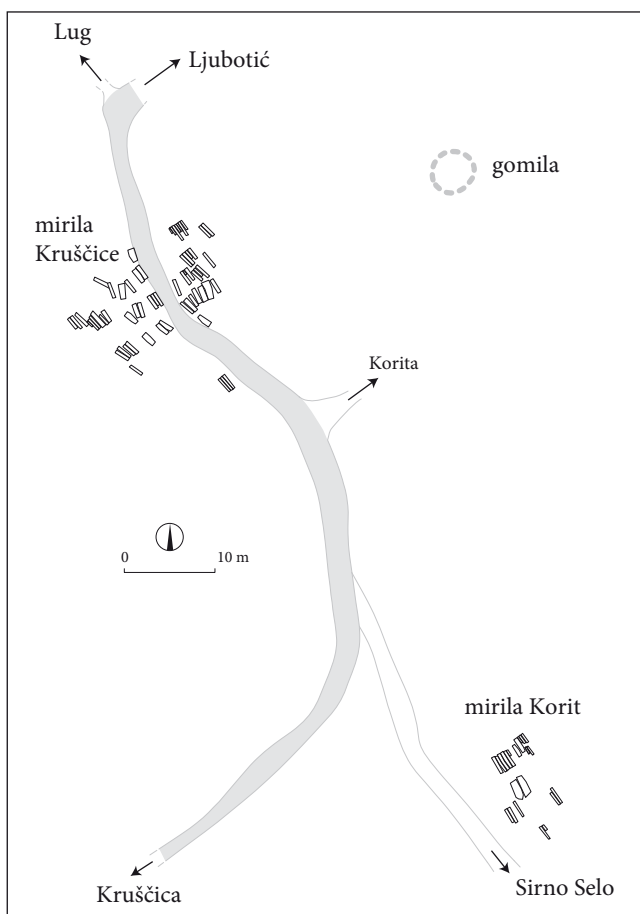 Lug
Ljubotić
gomila
mirila
Kruščice
Korita
0 10 m
mirila Korit
Sirno Selo
Kruščica